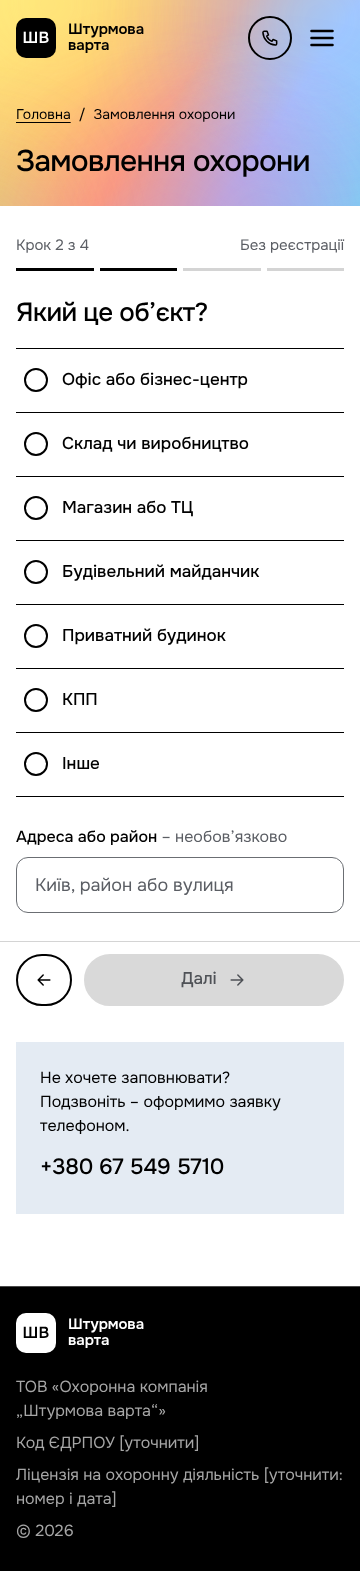 ШВ
Штурмова
варта
Головна / Замовлення охорони
Замовлення охорони
Крок 2 з 4
Без реєстрації
Який це об’єкт?
Офіс або бізнес-центр
Склад чи виробництво
Магазин або ТЦ
Будівельний майданчик
Приватний будинок
КПП
Інше
Адреса або район – необов’язково
Київ, район або вулиця
Далі
Не хочете заповнювати?
Подзвоніть – оформимо заявку
телефоном.
+380 67 549 5710
ШВ
Штурмова
варта
ТОВ «Охоронна компанія
„Штурмова варта“»
Код ЄДРПОУ [уточнити]
Ліцензія на охоронну діяльність [уточнити:
номер і дата]
© 2026